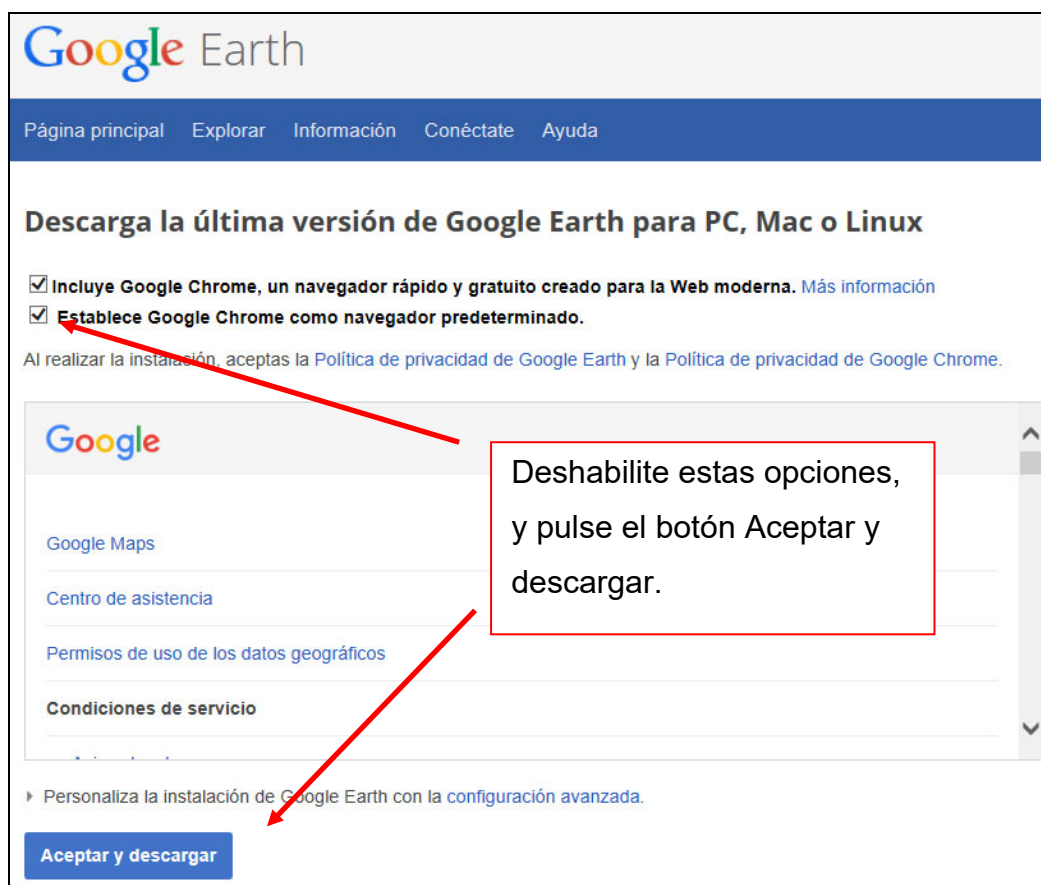 Google Earth
Página principal Explorar Información Conéctate Ayuda
Descarga la última versión de Google Earth para PC, Mac o Linux
Incluye Google Chrome, un navegador rápido y gratuito creado para la Web moderna. Más información
Establece Google Chrome como navegador predeterminado.
Al realizar la instalación, aceptas la Política de privacidad de Google Earth y la Política de privacidad de Google Chrome.
Google
Deshabilite estas opciones,
y pulse el botón Aceptar y
descargar.
Google Maps
Centro de asistencia
Permisos de uso de los datos geográficos
Condiciones de servicio
Personaliza la instalación de Google Earth con la configuración avanzada.
Aceptar y descargar